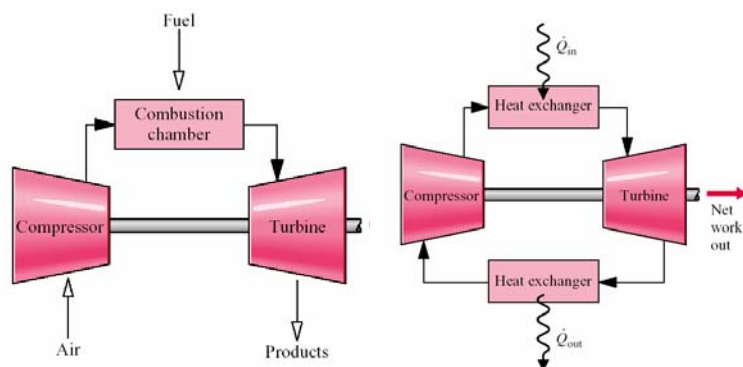 Fuel
Combustion
chamber
Compressor
Turbine
Air
Products
Q̇in
Heat exchanger
Compressor
Turbine
Net
work
out
Heat exchanger
Q̇out